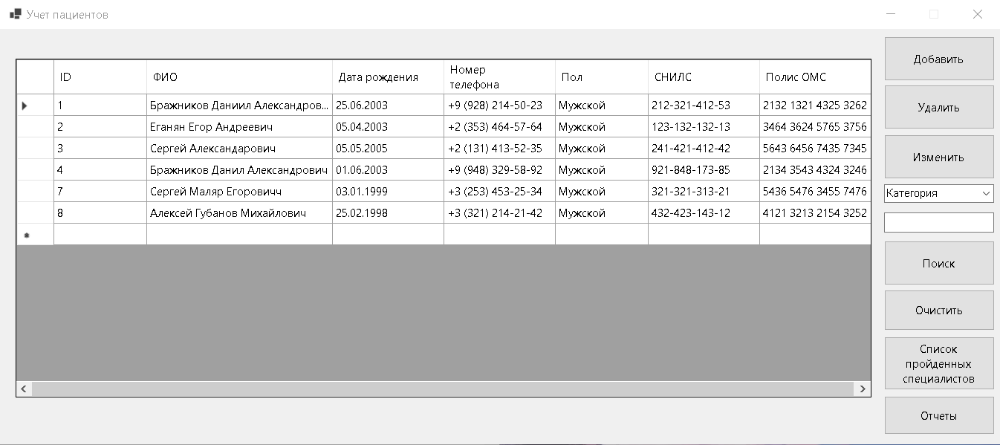 Учет пациентов
ID ФИО Дата рождения Номер телефона Пол СНИЛС Полис ОМС
1 Бражников Даниил Александров... 25.06.2003 +9 (928) 214-50-23 Мужской 212-321-412-53 2132 1321 4325 3262
2 Еганян Егор Андреевич 05.04.2003 +2 (353) 464-57-64 Мужской 123-132-132-13 3464 3624 5765 3756
3 Сергей Александарович 05.05.2005 +2 (131) 413-52-35 Мужской 241-421-412-42 5643 6456 7435 7345
4 Бражников Данил Александрович 01.06.2003 +9 (948) 329-58-92 Мужской 921-848-173-85 2134 3543 4324 3246
7 Сергей Маляр Егоровичч 03.01.1999 +3 (253) 453-25-34 Мужской 321-321-313-21 5436 5476 3455 7476
8 Алексей Губанов Михайлович 25.02.1998 +3 (321) 214-21-42 Мужской 432-423-143-12 4121 3213 2154 3252
Добавить
Удалить
Изменить
Категория
Поиск
Очистить
Список
пройденных
специалистов
Отчеты